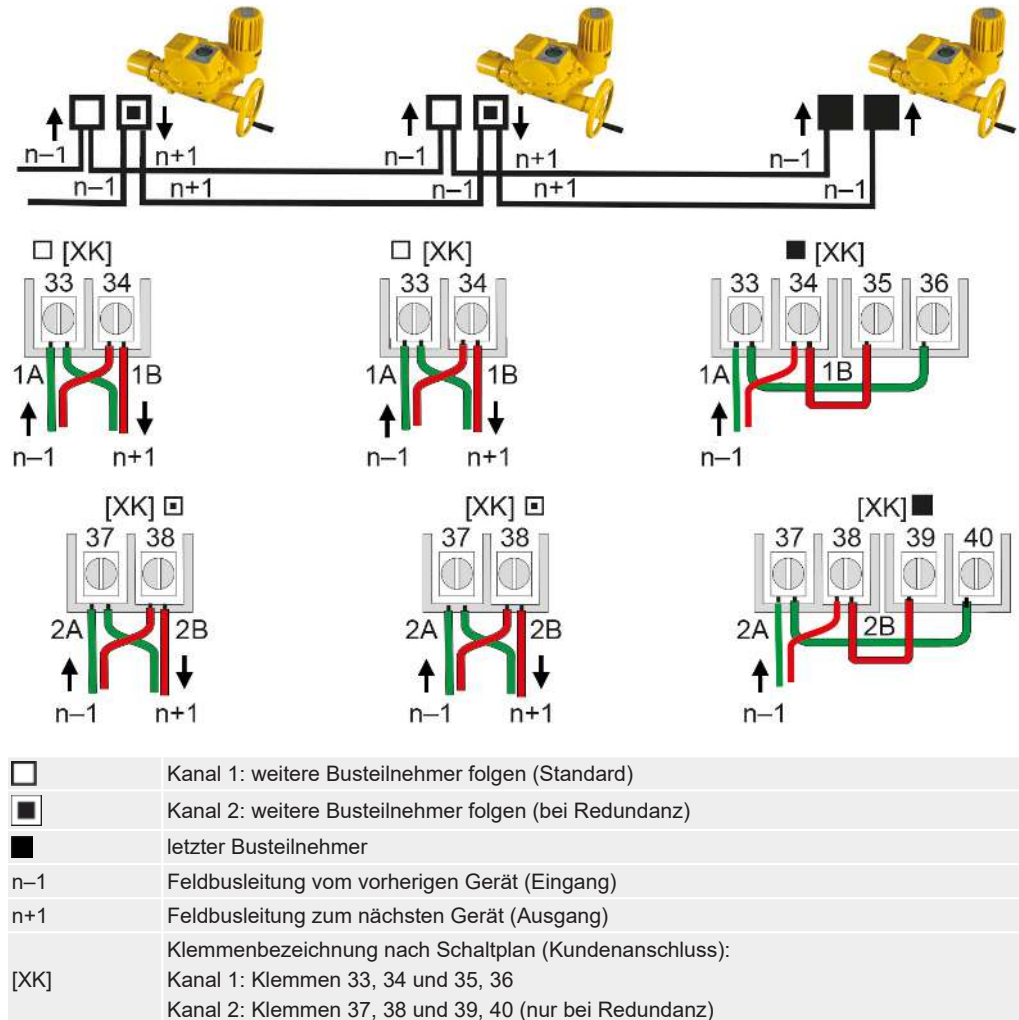 n–1 n+1 n–1 n+1 n–1
n–1 n+1 n–1 n+1 n–1
[XK] [XK] [XK]
33 34 33 34 33 34 35 36
1A 1B 1A 1B 1A 1B
n–1 n+1 n–1 n+1 n–1
[XK] [XK] [XK]
37 38 37 38 37 38 39 40
2A 2B 2A 2B 2A 2B
n–1 n+1 n–1 n+1 n–1
Kanal 1: weitere Busteilnehmer folgen (Standard)
Kanal 2: weitere Busteilnehmer folgen (bei Redundanz)
letzter Busteilnehmer
n–1 Feldbusleitung vom vorherigen Gerät (Eingang)
n+1 Feldbusleitung zum nächsten Gerät (Ausgang)
[XK] Klemmenbezeichnung nach Schaltplan (Kundenanschluss):
Kanal 1: Klemmen 33, 34 und 35, 36
Kanal 2: Klemmen 37, 38 und 39, 40 (nur bei Redundanz)